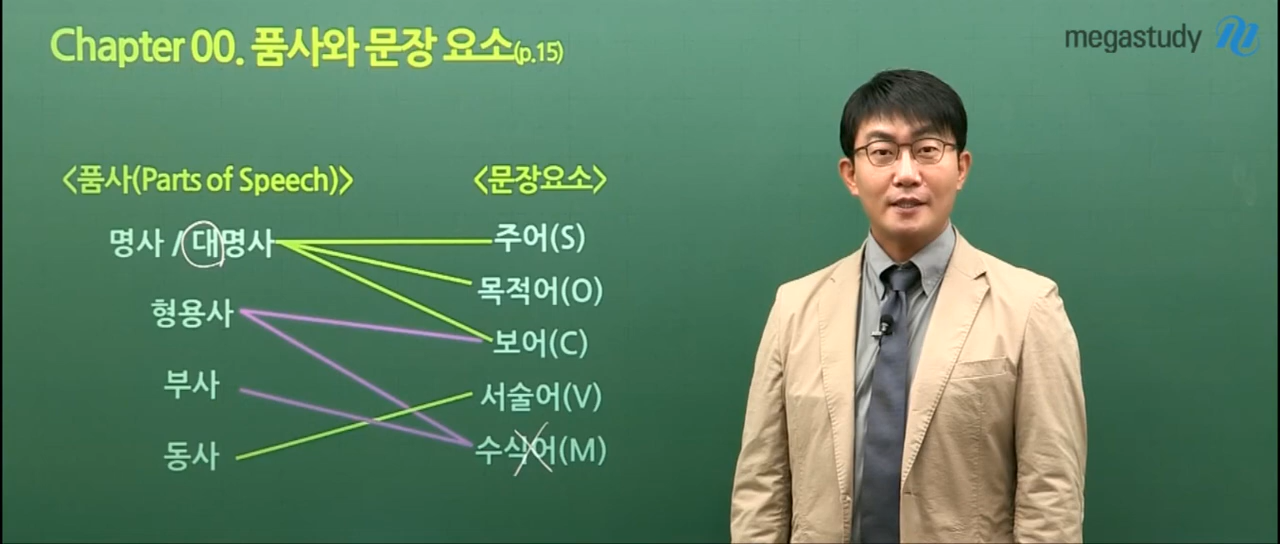 Chapter 00. 품사와 문장 요소(p.15)
megastudy
<품사(Parts of Speech)>
<문장요소>
명사 / 대명사
주어(S)
목적어(O)
형용사
보어(C)
부사
서술어(V)
동사
수식어(M)